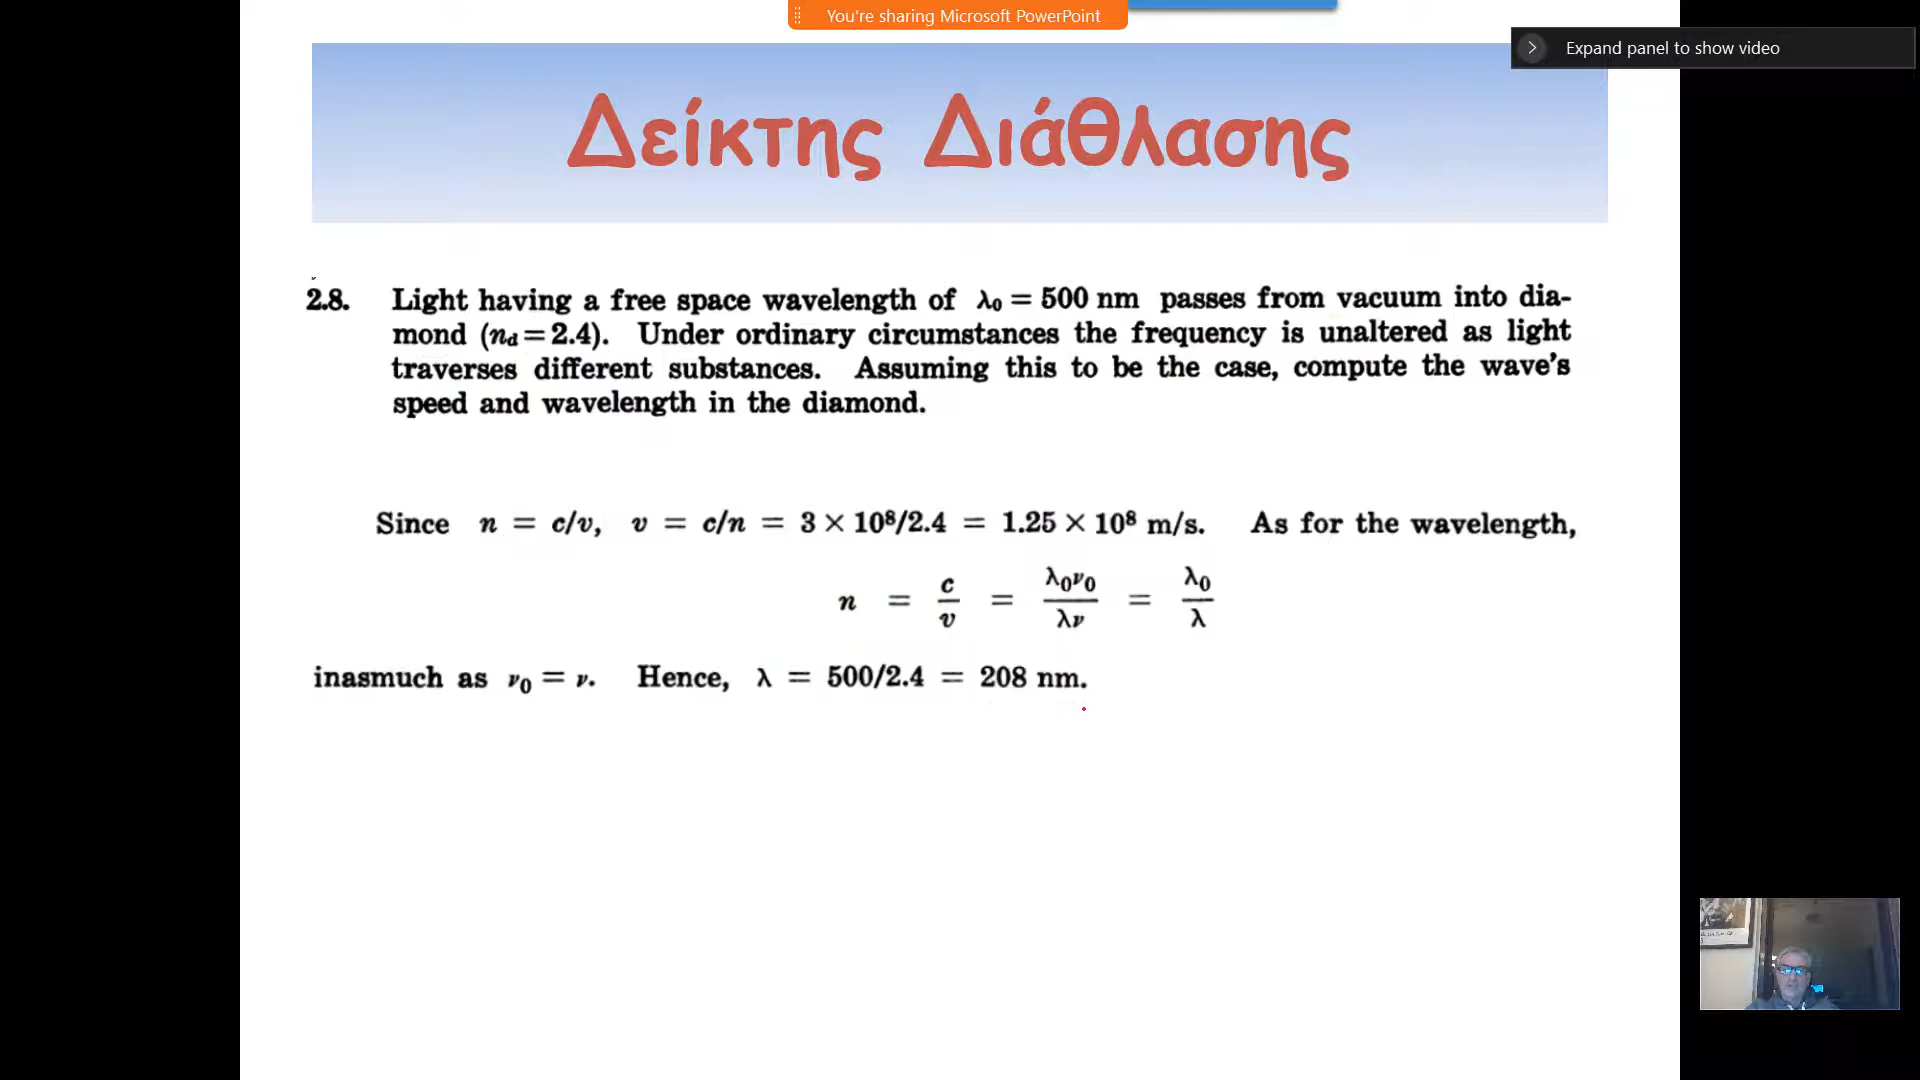 You're sharing Microsoft PowerPoint
Expand panel to show video
Δείκτης Διάθλασης
2.8. Light having a free space wavelength of λ₀ = 500 nm passes from vacuum into dia-
mond (n_d = 2.4). Under ordinary circumstances the frequency is unaltered as light
traverses different substances. Assuming this to be the case, compute the wave's
speed and wavelength in the diamond.
Since n = c/v, v = c/n = 3 × 10⁸/2.4 = 1.25 × 10⁸ m/s. As for the wavelength,
n = c/v = λ₀ν₀/λν = λ₀/λ
inasmuch as ν₀ = ν. Hence, λ = 500/2.4 = 208 nm.